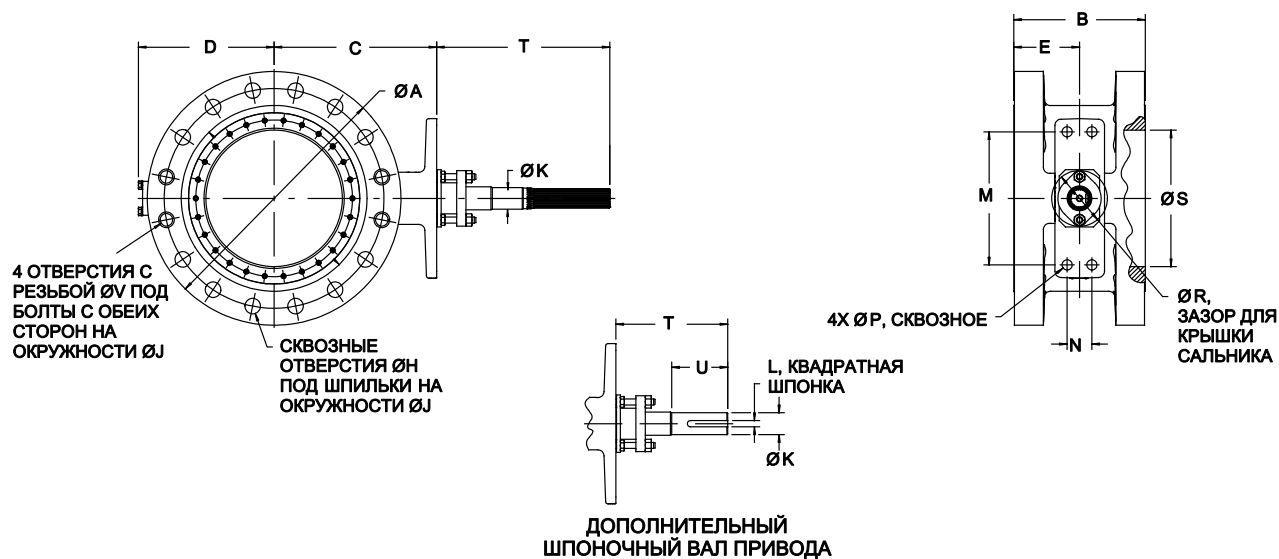 D
C
T
ØA
ØK
4 ОТВЕРСТИЯ С
РЕЗЬБОЙ ØV ПОД
БОЛТЫ С ОБЕИХ
СТОРОН НА
ОКРУЖНОСТИ ØJ
СКВОЗНЫЕ
ОТВЕРСТИЯ ØH
ПОД ШПИЛЬКИ НА
ОКРУЖНОСТИ ØJ
B
E
M
ØS
4X ØP, СКВОЗНОЕ
N
ØR,
ЗАЗОР ДЛЯ
КРЫШКИ
САЛЬНИКА
T
U
L, КВАДРАТНАЯ
ШПОНКА
ØK
ДОПОЛНИТЕЛЬНЫЙ
ШПОНОЧНЫЙ ВАЛ ПРИВОДА